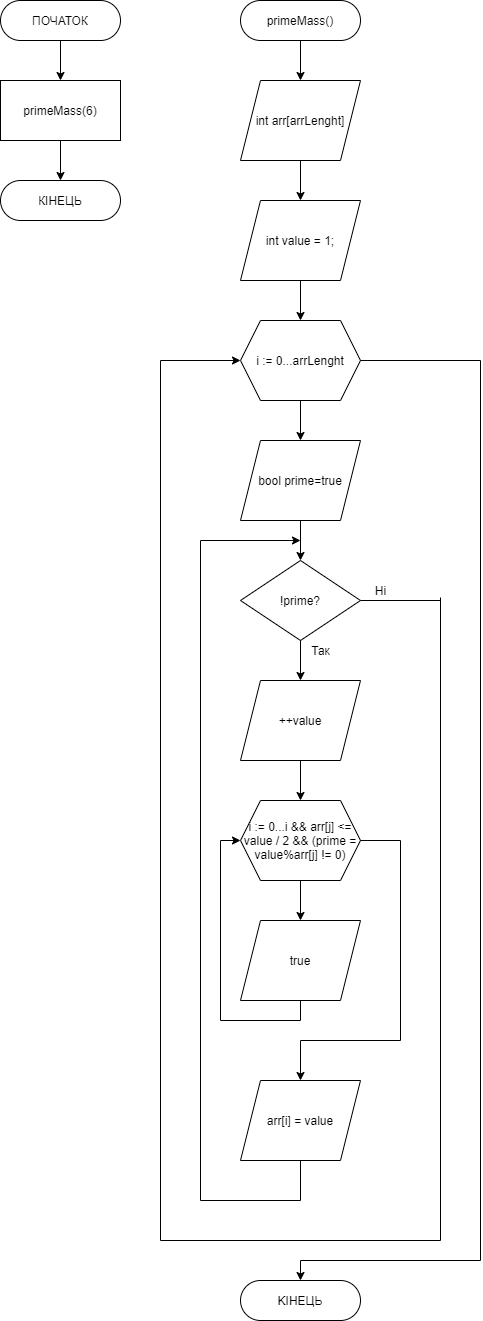 ПОЧАТОК
primeMass(6)
КІНЕЦЬ
primeMass()
int arr[arrLenght]
int value = 1;
i := 0...arrLenght
bool prime=true
!prime?
Ні
Так
++value
i := 0...i && arr[j] <=
value / 2 && (prime =
value%arr[j] != 0)
true
arr[i] = value
КІНЕЦЬ